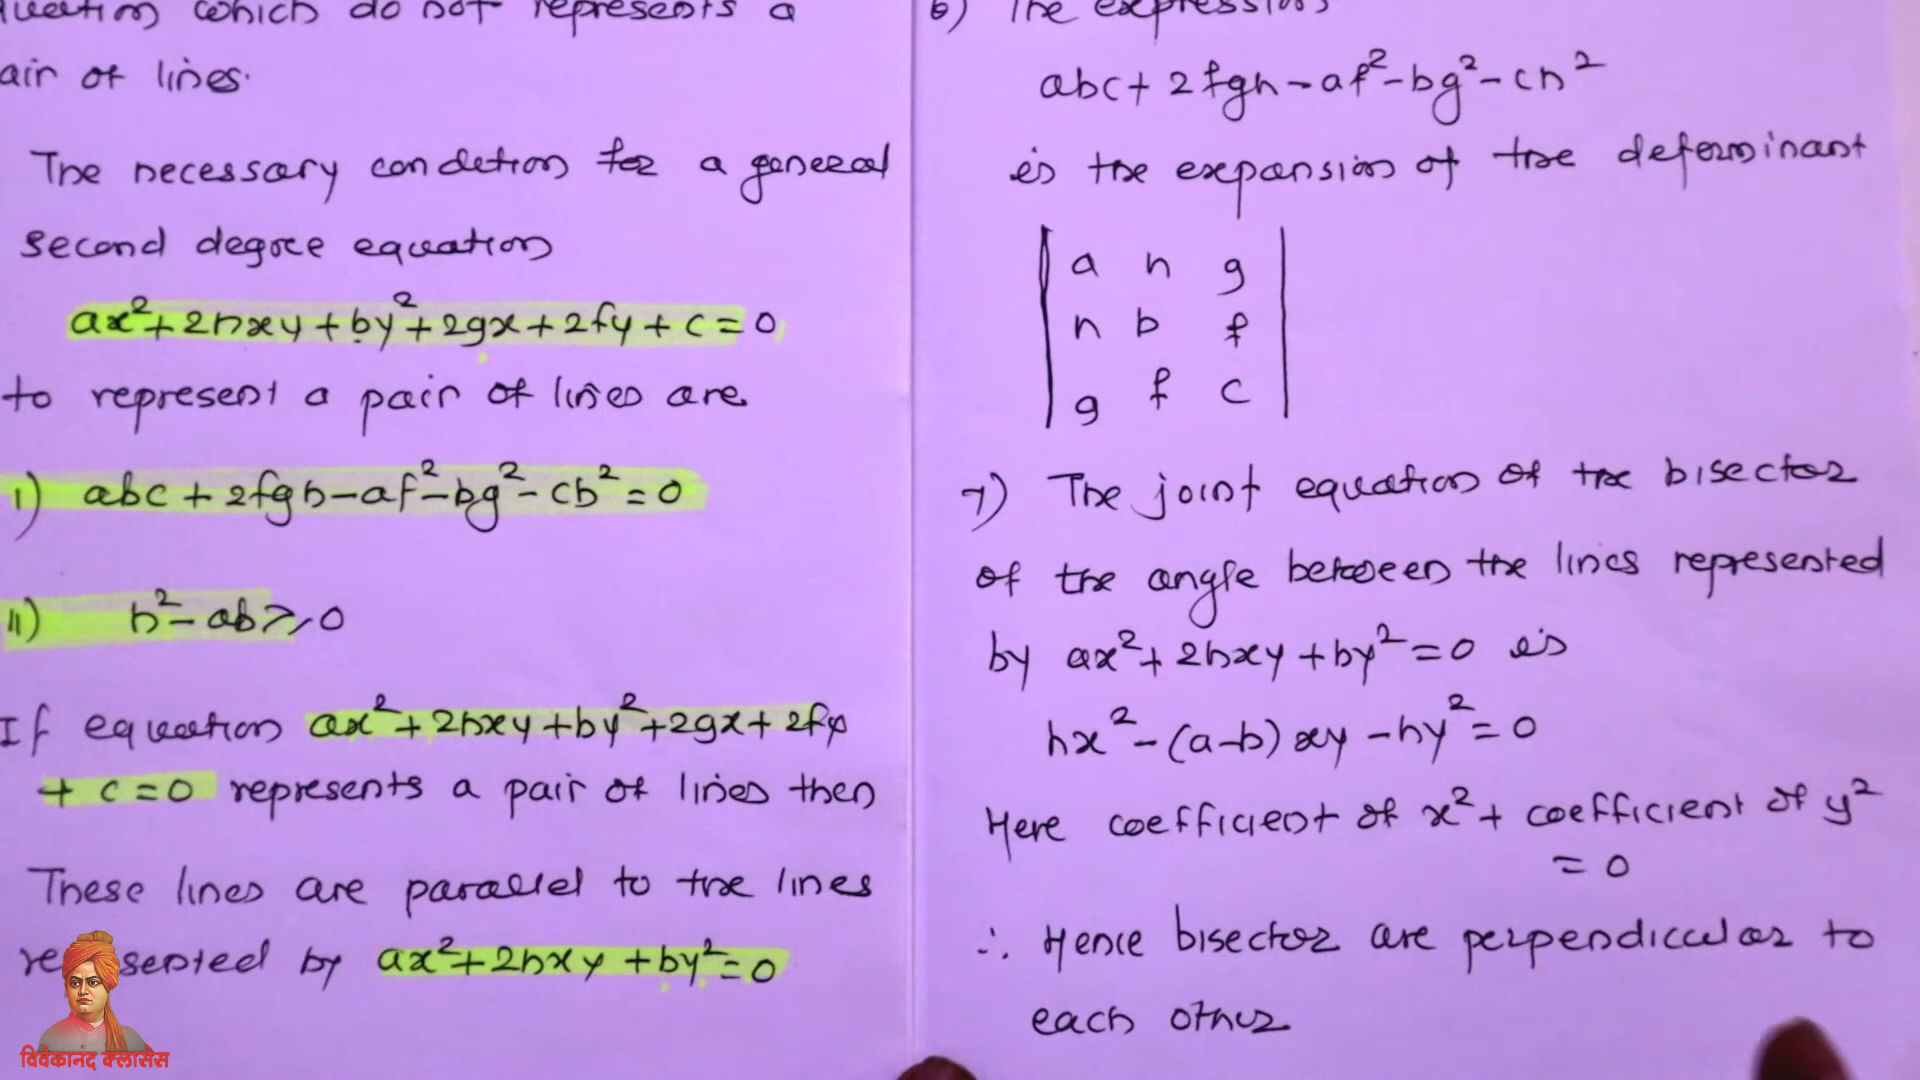 which do not represents a
air of lines.
The necessary condition for a general
second degree equation
ax²+2hxy+by²+2gx+2fy+c=0
to represent a pair of lines are
i) abc+2fgh-af²-bg²-ch²=0
ii) h²-ab≥0
If equation ax²+2hxy+by²+2gx+2fy
+c=0 represents a pair of lines then
These lines are parallel to the lines
re sented by ax²+2hxy+by²=0
विवेकानंद क्लासेस
6) The expression
abc+2fgh-af²-bg²-ch²
is the expansion of the determinant
| a h g |
| h b f |
| g f c |
7) The joint equation of the bisector
of the angle between the lines represented
by ax²+2hxy+by²=0 is
hx²-(a-b)xy-hy²=0
Here coefficient of x²+ coefficient of y²
=0
∴ Hence bisector are perpendicular to
each other